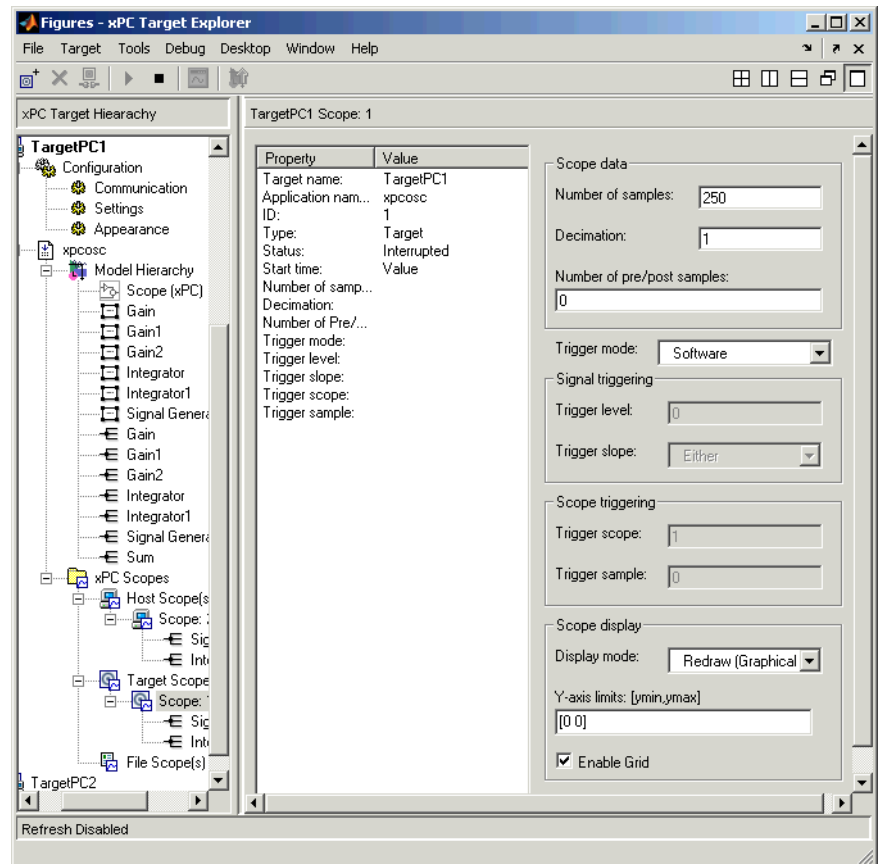 Figures - xPC Target Explorer
File Target Tools Debug Desktop Window Help
xPC Target Hiearachy
TargetPC1 Scope: 1
TargetPC1
Configuration
Communication
Settings
Appearance
xpcosc
Model Hierarchy
Scope (xPC)
Gain
Gain1
Gain2
Integrator
Integrator1
Signal Genera
Gain
Gain1
Gain2
Integrator
Integrator1
Signal Genera
Sum
xPC Scopes
Host Scope(s
Scope:
Sig
Inte
Target Scope
Scope:
Sig
Inte
File Scope(s)
TargetPC2
Property Value
Target name: TargetPC1
Application nam... xpcosc
ID: 1
Type: Target
Status: Interrupted
Start time: Value
Number of samp...
Decimation:
Number of Pre/...
Trigger mode:
Trigger level:
Trigger slope:
Trigger scope:
Trigger sample:
Scope data
Number of samples: 250
Decimation: 1
Number of pre/post samples:
0
Trigger mode: Software
Signal triggering
Trigger level: 0
Trigger slope: Either
Scope triggering
Trigger scope: 1
Trigger sample: 0
Scope display
Display mode: Redraw (Graphical
Y-axis limits: [ymin,ymax]
[0 0]
Enable Grid
Refresh Disabled